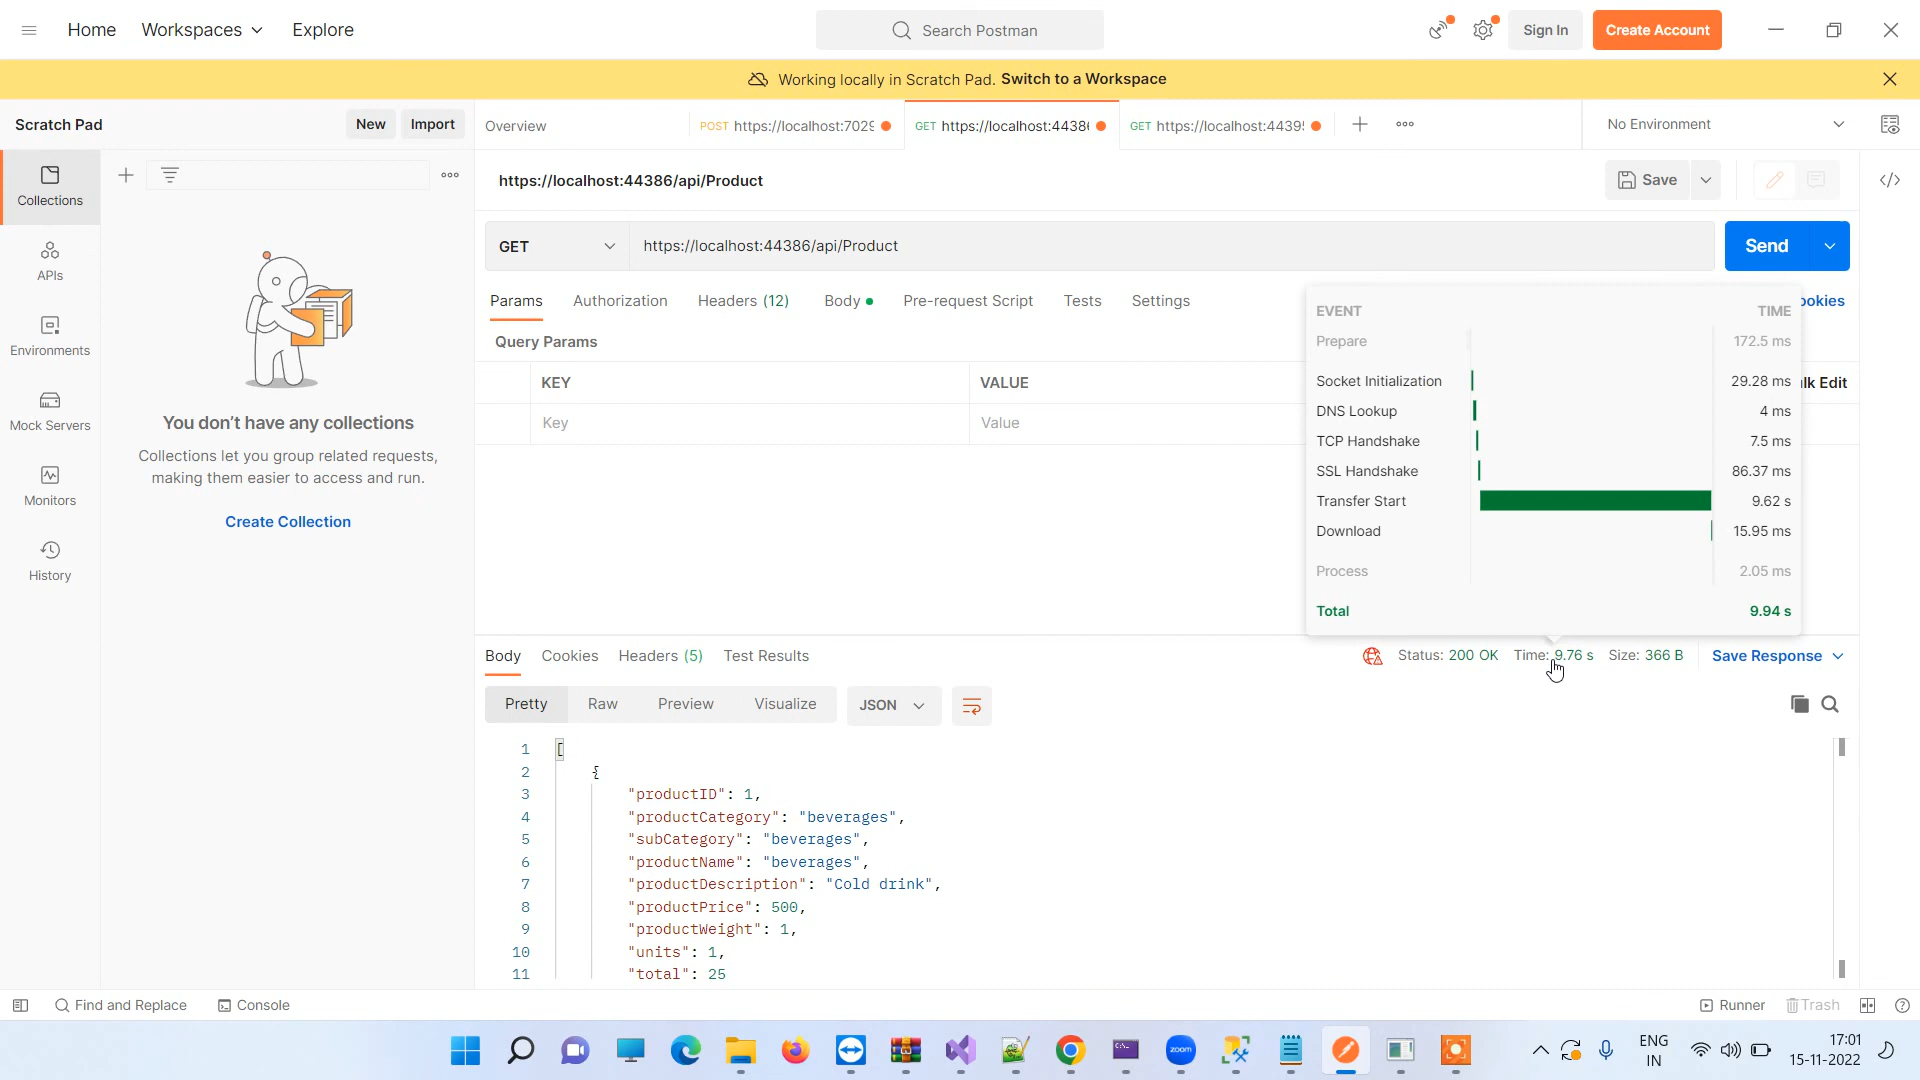 Home Workspaces Explore Search Postman Sign In Create Account
Working locally in Scratch Pad. Switch to a Workspace
Scratch Pad New Import Overview POST https://localhost:7029 GET https://localhost:4438 GET https://localhost:4439 No Environment
https://localhost:44386/api/Product Save
Collections
GET https://localhost:44386/api/Product Send
APIs
Params Authorization Headers (12) Body Pre-request Script Tests Settings ookies
Query Params
KEY VALUE lk Edit
Key Value
EVENT TIME
Prepare 172.5 ms
Socket Initialization 29.28 ms
DNS Lookup 4 ms
TCP Handshake 7.5 ms
SSL Handshake 86.37 ms
Transfer Start 9.62 s
Download 15.95 ms
Process 2.05 ms
Total 9.94 s
Environments
Mock Servers
Monitors
History
You don't have any collections
Collections let you group related requests,
making them easier to access and run.
Create Collection
Body Cookies Headers (5) Test Results Status: 200 OK Time: 9.76 s Size: 366 B Save Response
Pretty Raw Preview Visualize JSON
1 [
2 {
3 "productID": 1,
4 "productCategory": "beverages",
5 "subCategory": "beverages",
6 "productName": "beverages",
7 "productDescription": "Cold drink",
8 "productPrice": 500,
9 "productWeight": 1,
10 "units": 1,
11 "total": 25
Find and Replace Console Runner Trash
zoom
ENG
IN
17:01
15-11-2022